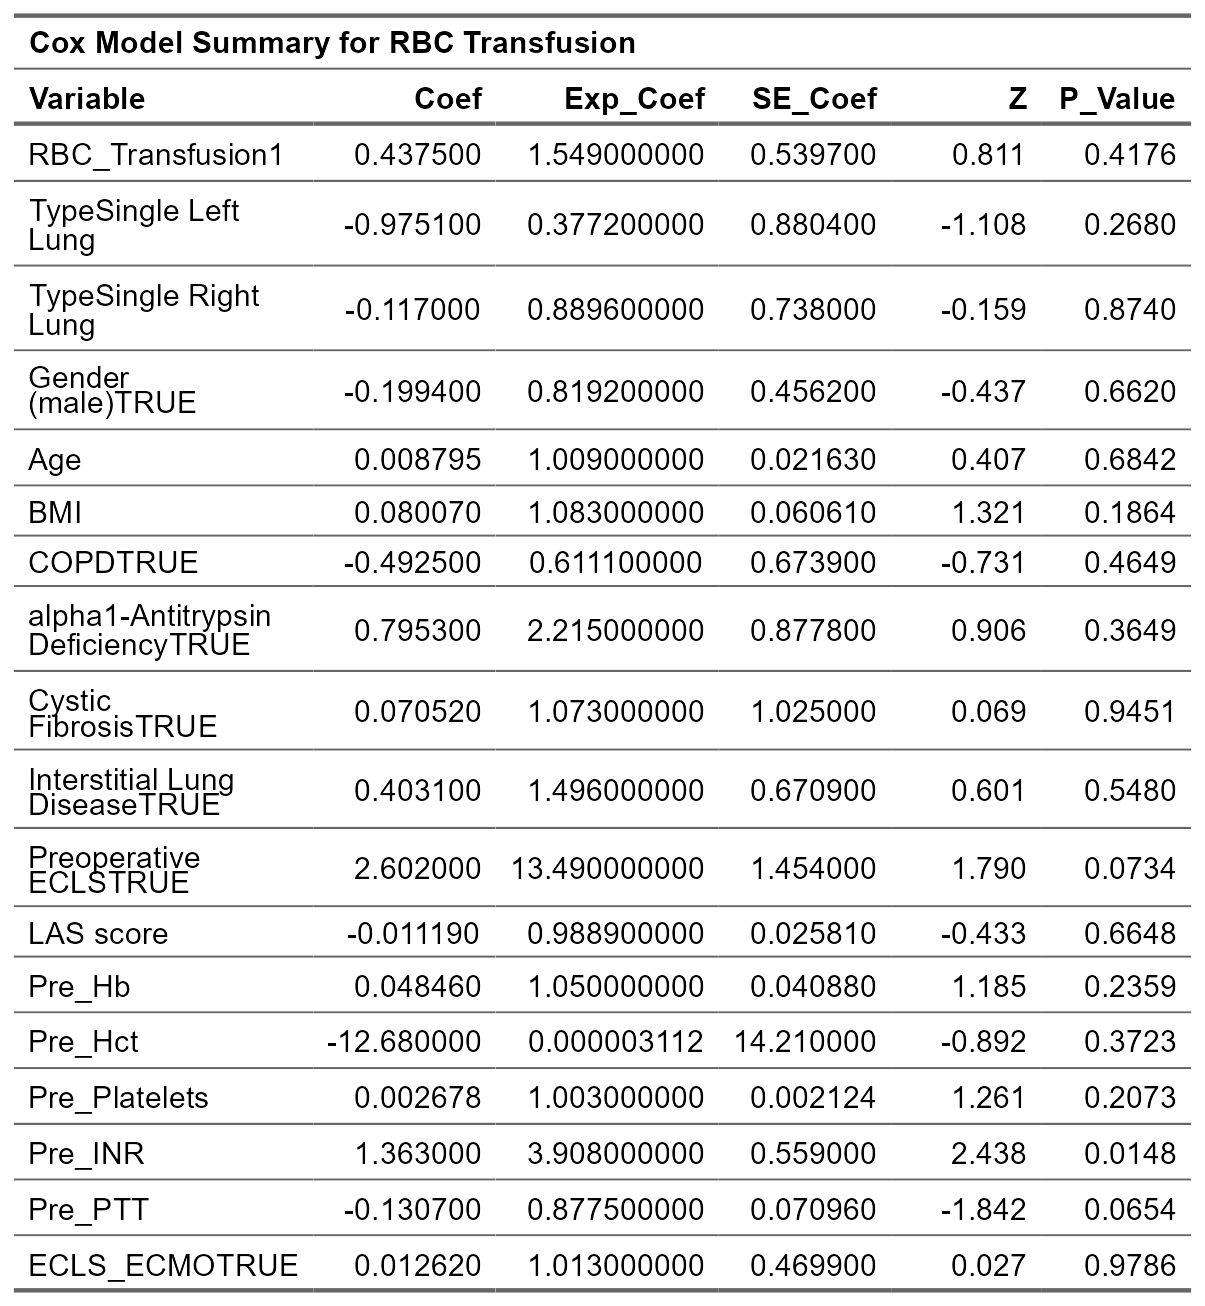 Cox Model Summary for RBC Transfusion
Variable Coef Exp_Coef SE_Coef Z P_Value
RBC_Transfusion1 0.437500 1.549000000 0.539700 0.811 0.4176
TypeSingle Left
Lung -0.975100 0.377200000 0.880400 -1.108 0.2680
TypeSingle Right
Lung -0.117000 0.889600000 0.738000 -0.159 0.8740
Gender
(male)TRUE -0.199400 0.819200000 0.456200 -0.437 0.6620
Age 0.008795 1.009000000 0.021630 0.407 0.6842
BMI 0.080070 1.083000000 0.060610 1.321 0.1864
COPDTRUE -0.492500 0.611100000 0.673900 -0.731 0.4649
alpha1-Antitrypsin
DeficiencyTRUE 0.795300 2.215000000 0.877800 0.906 0.3649
Cystic
FibrosisTRUE 0.070520 1.073000000 1.025000 0.069 0.9451
Interstitial Lung
DiseaseTRUE 0.403100 1.496000000 0.670900 0.601 0.5480
Preoperative
ECLSTRUE 2.602000 13.490000000 1.454000 1.790 0.0734
LAS score -0.011190 0.988900000 0.025810 -0.433 0.6648
Pre_Hb 0.048460 1.050000000 0.040880 1.185 0.2359
Pre_Hct -12.680000 0.000003112 14.210000 -0.892 0.3723
Pre_Platelets 0.002678 1.003000000 0.002124 1.261 0.2073
Pre_INR 1.363000 3.908000000 0.559000 2.438 0.0148
Pre_PTT -0.130700 0.877500000 0.070960 -1.842 0.0654
ECLS_ECMOTRUE 0.012620 1.013000000 0.469900 0.027 0.9786